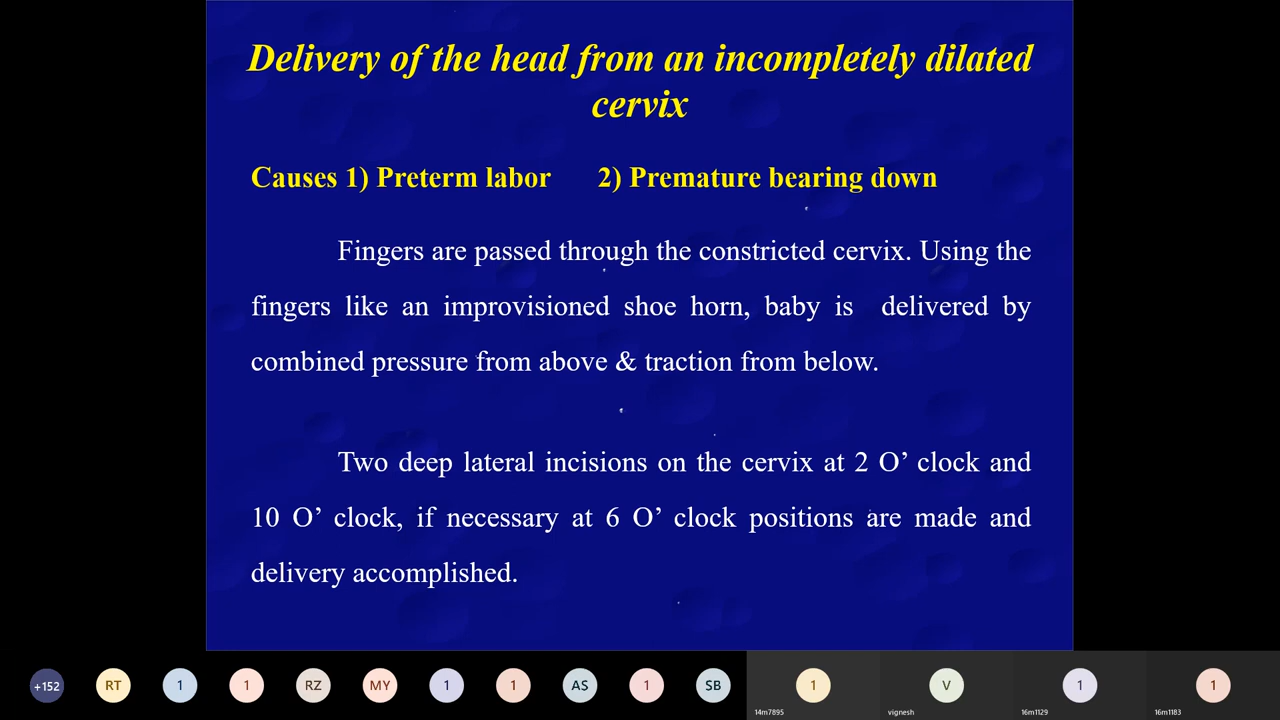 Delivery of the head from an incompletely dilated
cervix
Causes 1) Preterm labor 2) Premature bearing down
Fingers are passed through the constricted cervix. Using the
fingers like an improvisioned shoe horn, baby is delivered by
combined pressure from above & traction from below.
Two deep lateral incisions on the cervix at 2 O’ clock and
10 O’ clock, if necessary at 6 O’ clock positions are made and
delivery accomplished.
+152 RT 1 1 RZ MY 1 1 AS 1 SB 1 V 1 1
14m7895 vignesh 16m1129 16m1183